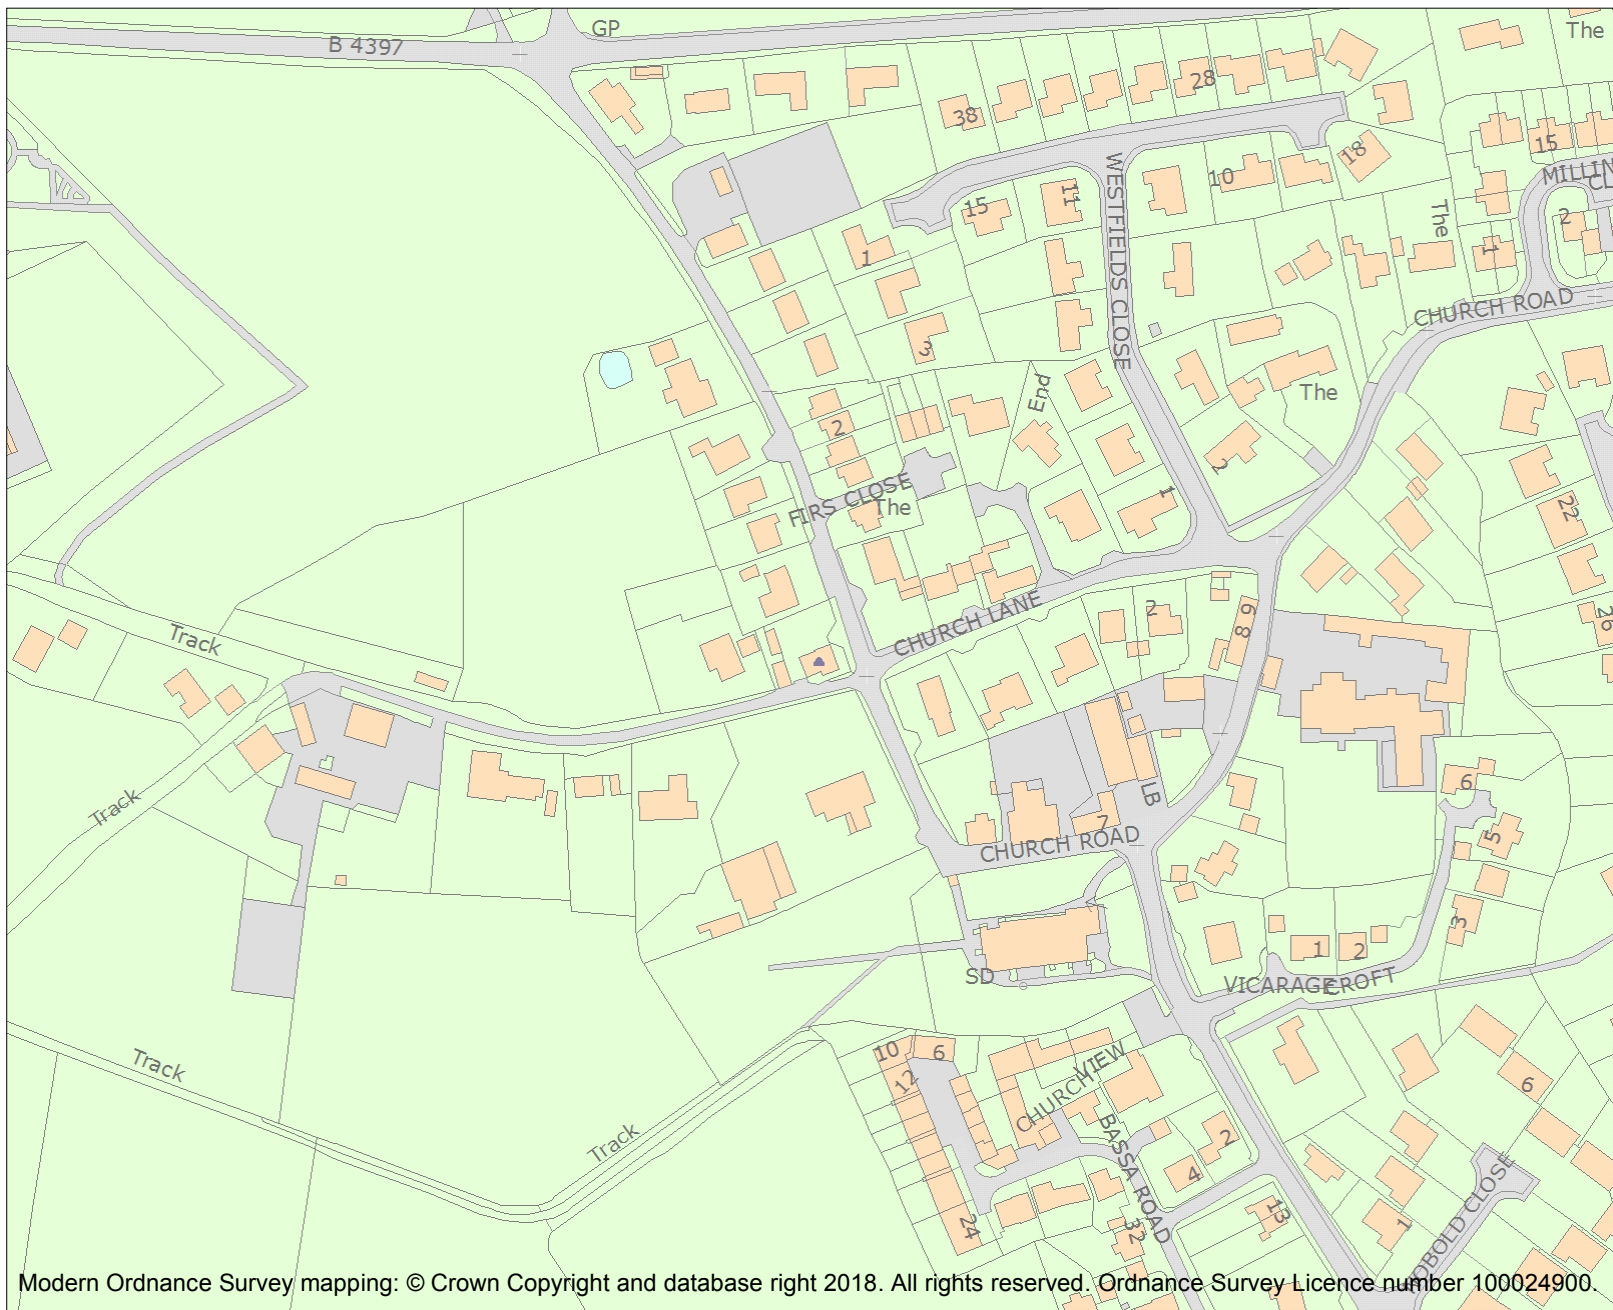 GP
B 4397
The
28
38
15
MILLIN
CL
18
10
11
15
WESTFIELDS CLOSE
The
2
1
1
CHURCH ROAD
3
The
End
2
2
FIRS CLOSE
The
1
22
CHURCH LANE
2
9
8
26
Track
Track
LB
7
CHURCH ROAD
6
5
3
1
2
SD
VICARAGE
CROFT
10
6
12
CHURCH
VIEW
BASSA ROAD
2
4
6
Track
Track
24
32
13
1
OBOLD CLOSE
Modern Ordnance Survey mapping: © Crown Copyright and database right 2018. All rights reserved. Ordnance Survey Licence number 100024900.